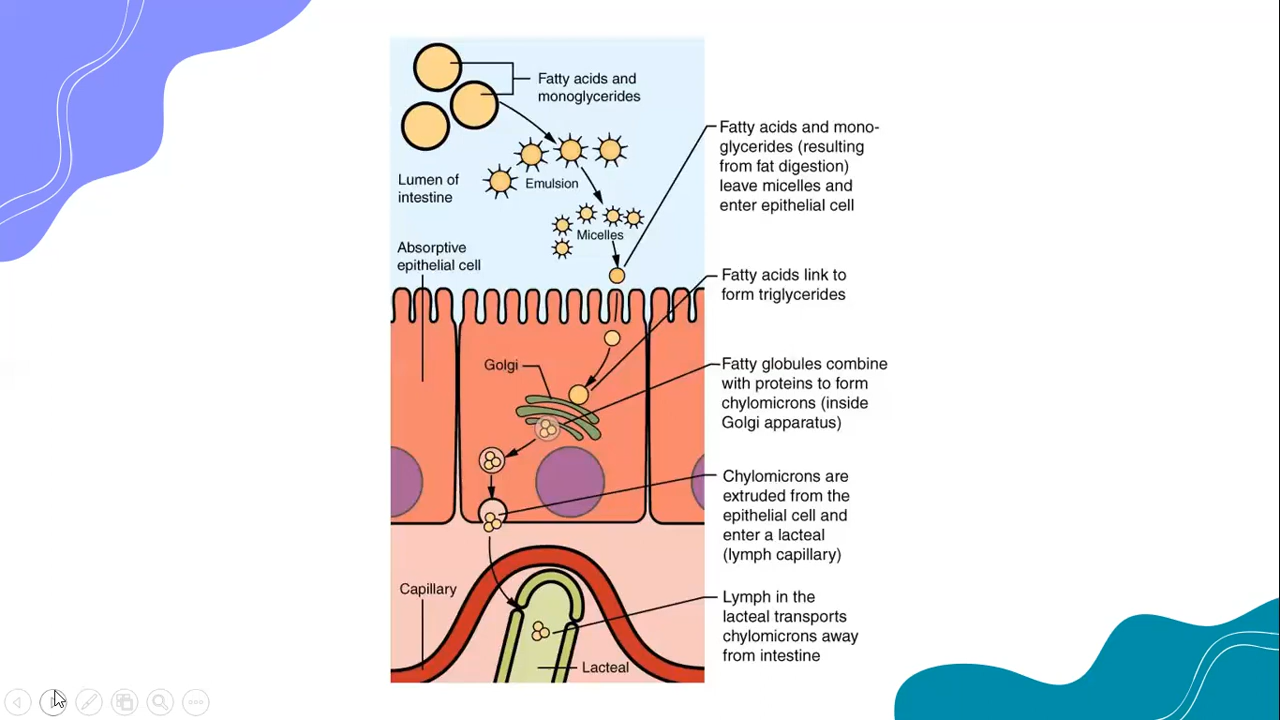 Fatty acids and
monoglycerides
Fatty acids and mono-
glycerides (resulting
from fat digestion)
leave micelles and
enter epithelial cell
Lumen of
intestine
Emulsion
Micelles
Absorptive
epithelial cell
Fatty acids link to
form triglycerides
Golgi
Fatty globules combine
with proteins to form
chylomicrons (inside
Golgi apparatus)
Chylomicrons are
extruded from the
epithelial cell and
enter a lacteal
(lymph capillary)
Capillary
Lymph in the
lacteal transports
chylomicrons away
from intestine
Lacteal